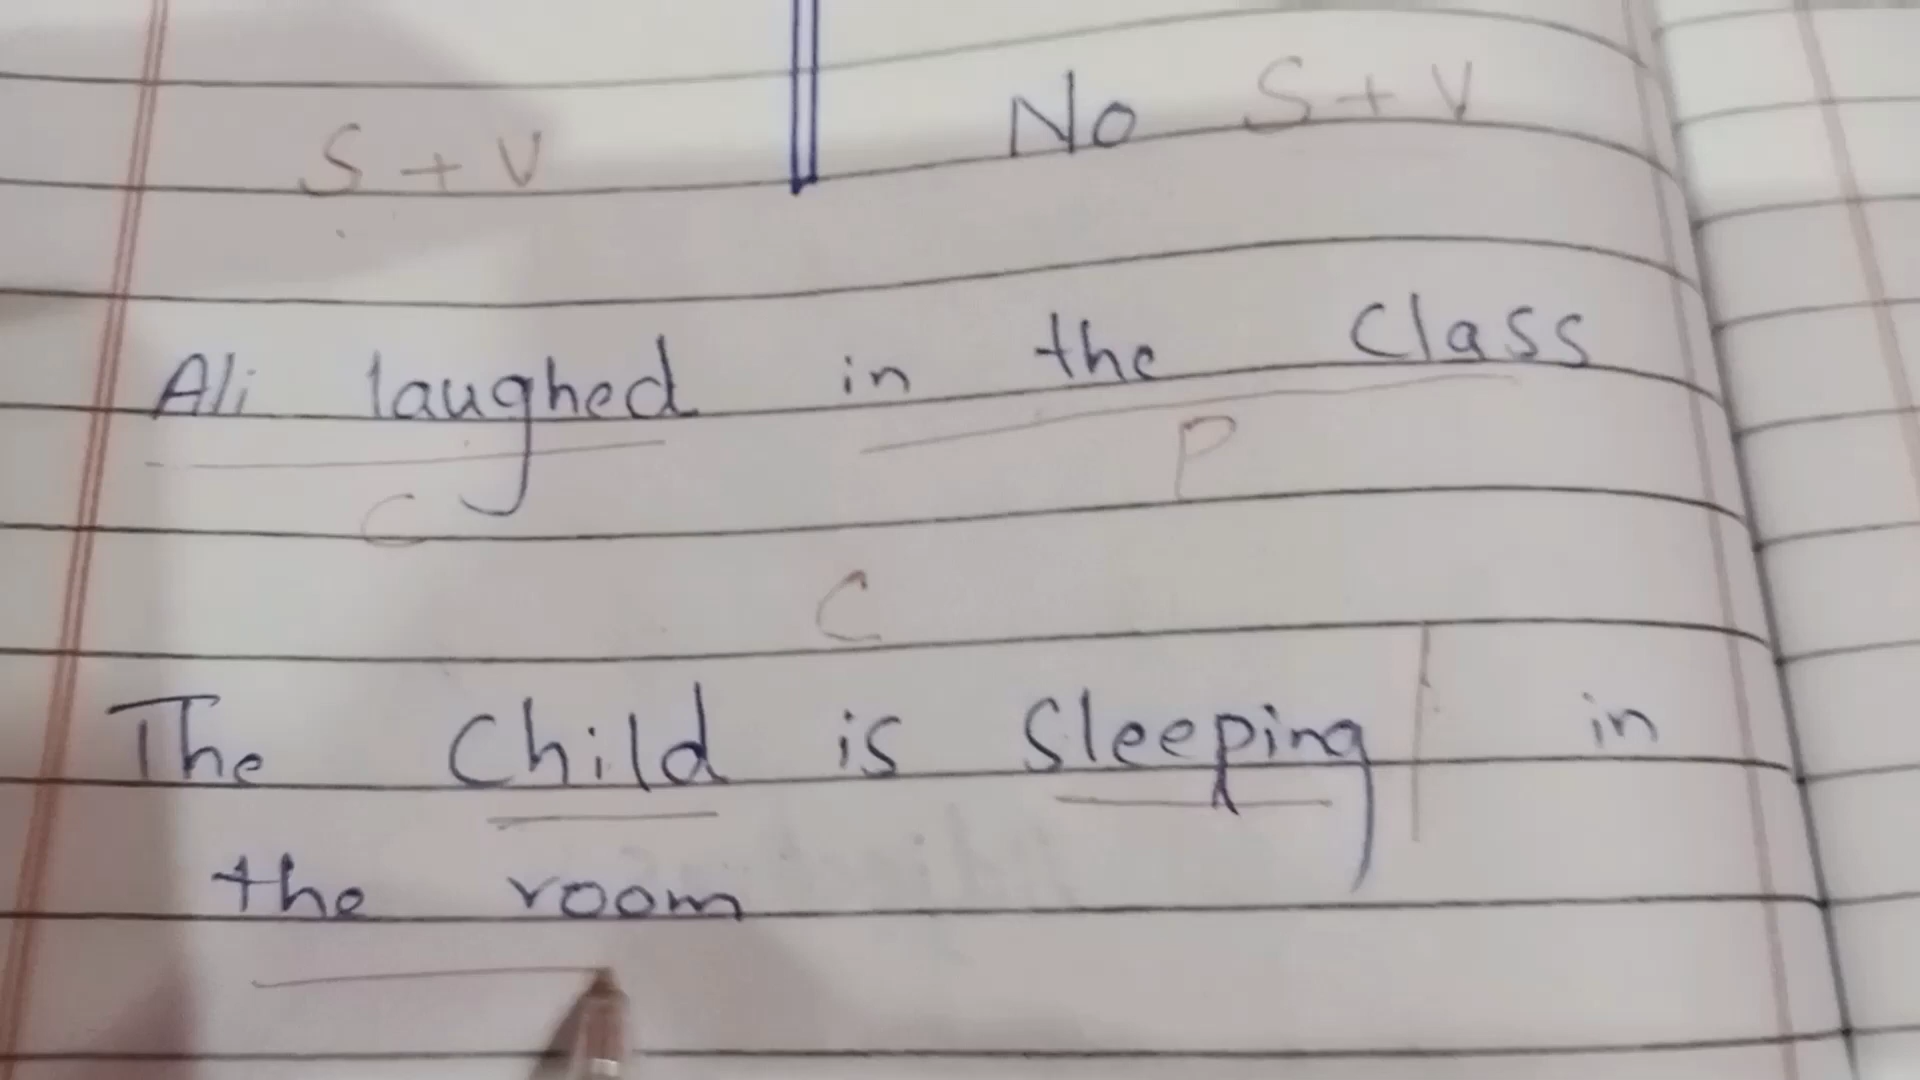 S + V No S + V
Ali laughed in the Class
C P
C
The Child is Sleeping in
the room